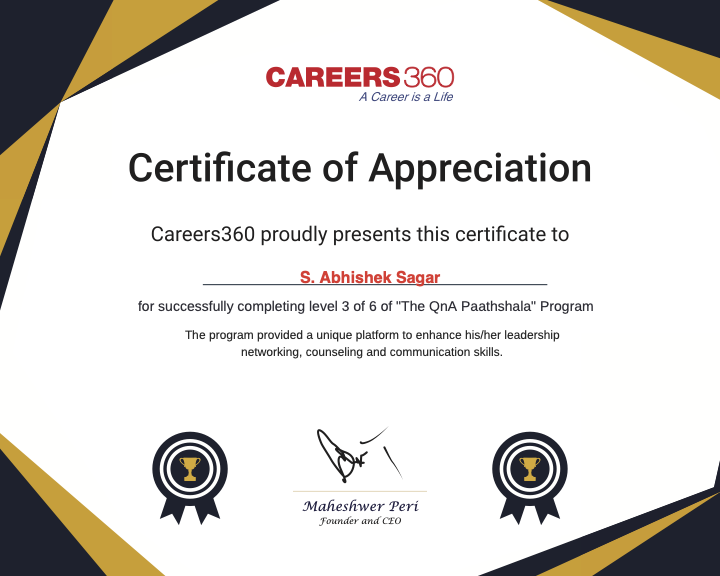 CAREERS360
A Career is a Life
Certificate of Appreciation
Careers360 proudly presents this certificate to
S. Abhishek Sagar
for successfully completing level 3 of 6 of "The QnA Paathshala" Program
The program provided a unique platform to enhance his/her leadership
networking, counseling and communication skills.
Maheshwer Peri
Founder and CEO